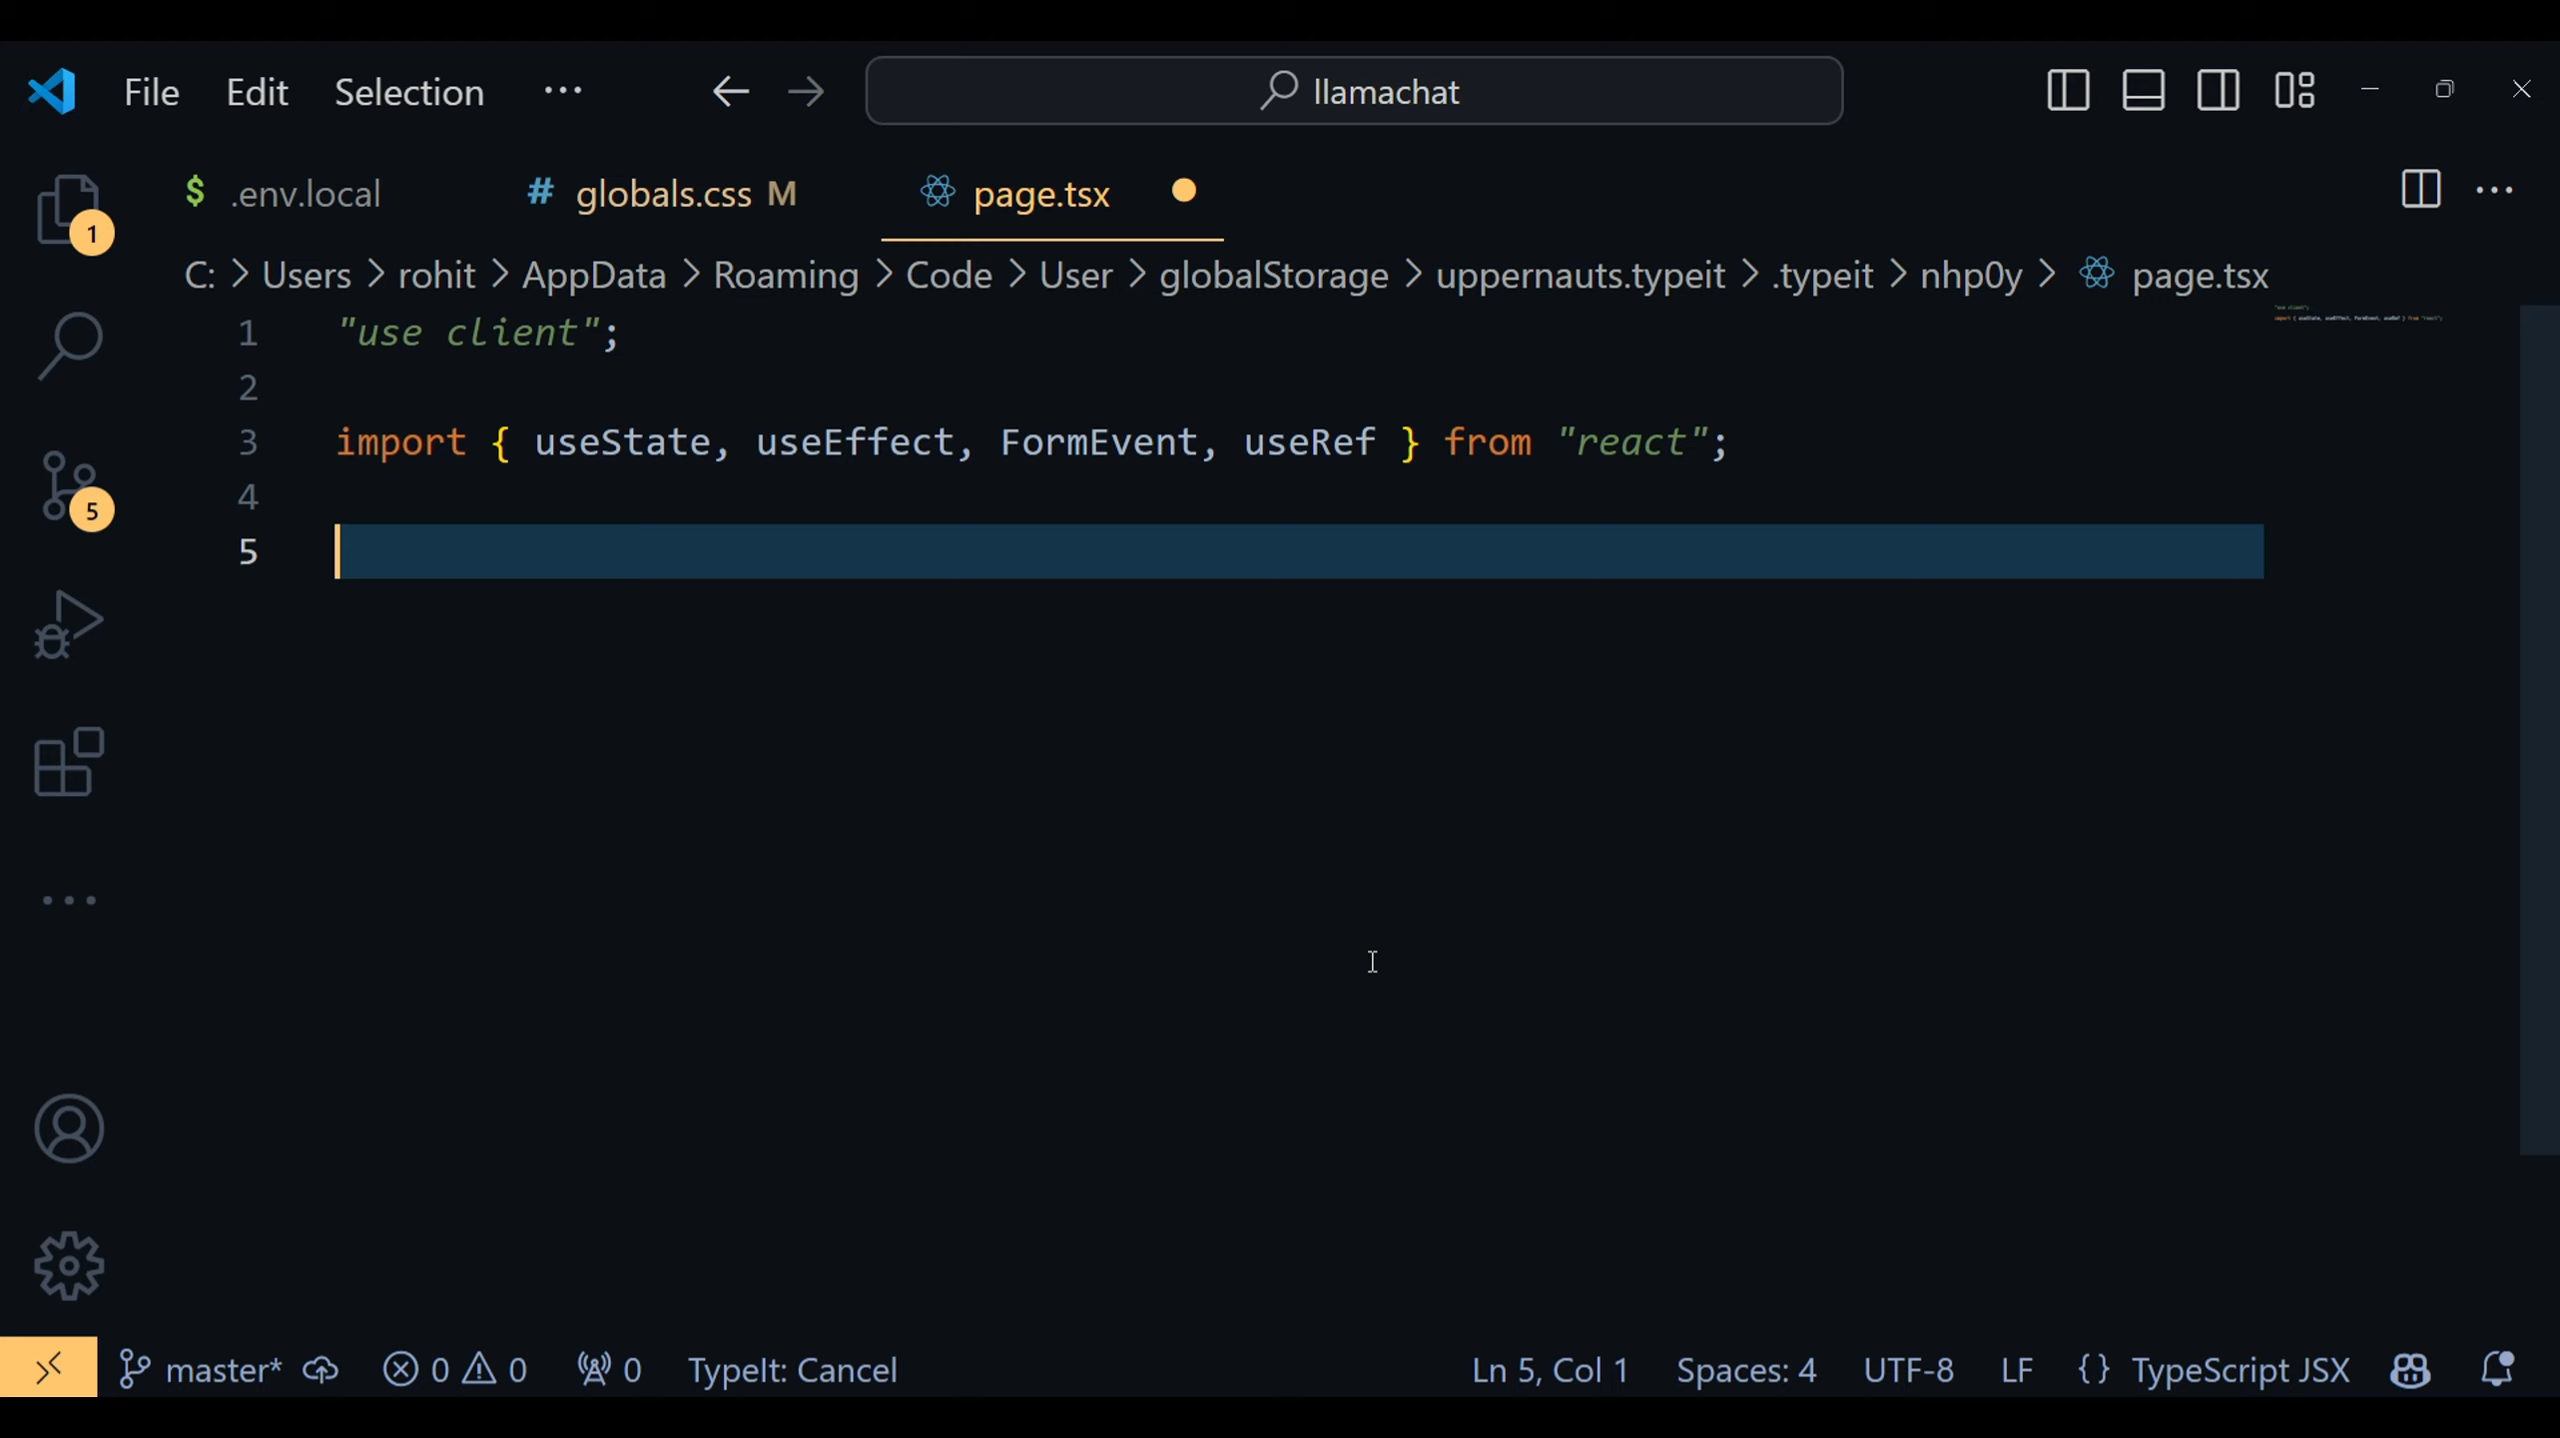 File Edit Selection ··· llamachat
$ .env.local # globals.css M page.tsx
C: > Users > rohit > AppData > Roaming > Code > User > globalStorage > uppernauts.typeit > .typeit > nhp0y > page.tsx
1 "use client";
2
3 import { useState, useEffect, FormEvent, useRef } from "react";
4
5
1
5
master* 0 0 0 TypeIt: Cancel Ln 5, Col 1 Spaces: 4 UTF-8 LF {} TypeScript JSX